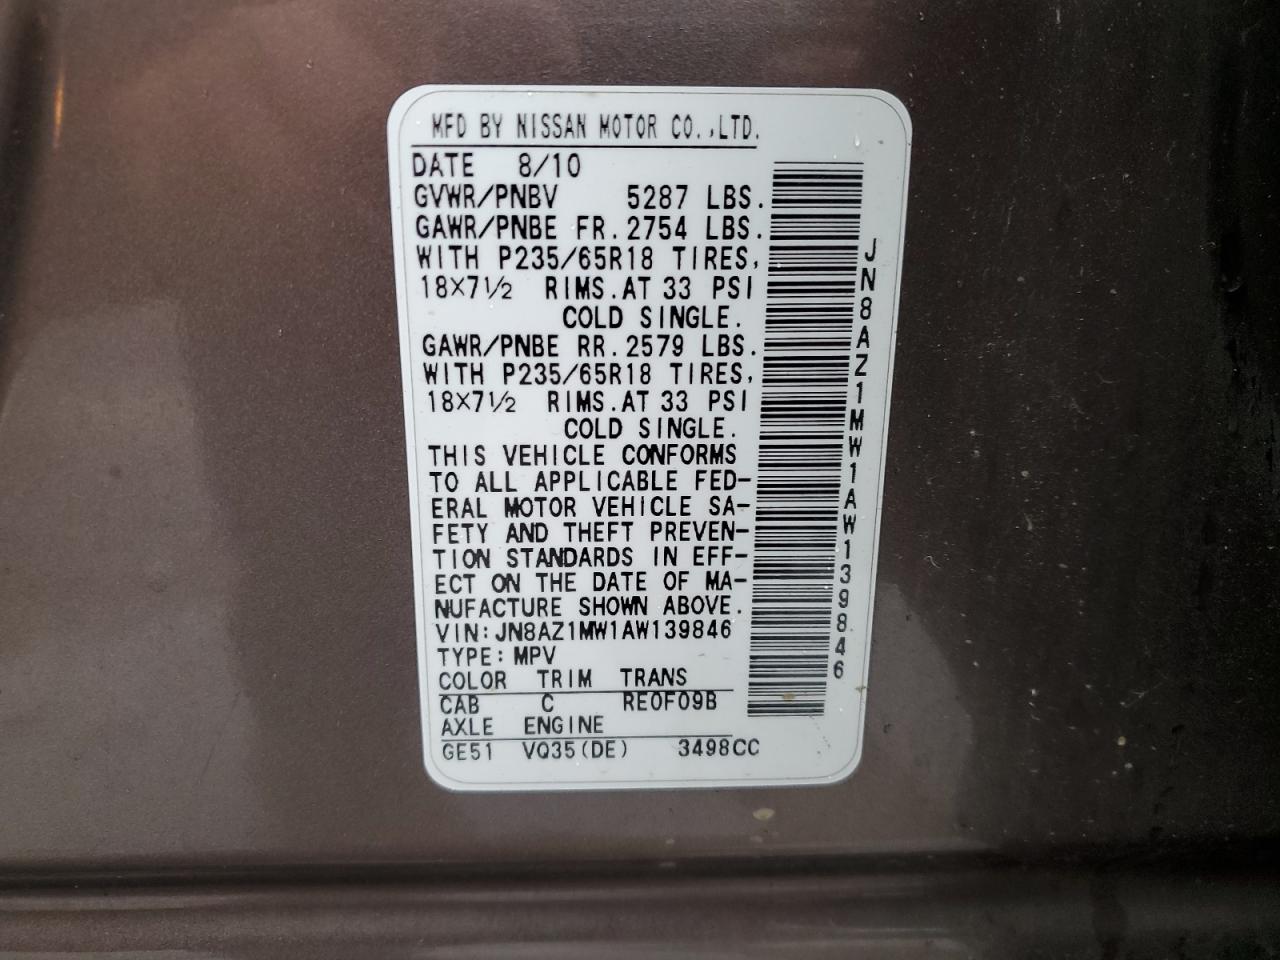 MFD BY NISSAN MOTOR CO.,LTD.
DATE 8/10
GVWR/PNBV 5287 LBS.
GAWR/PNBE FR.2754 LBS.
WITH P235/65R18 TIRES,
18×7½ RIMS.AT 33 PSI
COLD SINGLE.
GAWR/PNBE RR.2579 LBS.
WITH P235/65R18 TIRES,
18×7½ RIMS.AT 33 PSI
COLD SINGLE.
THIS VEHICLE CONFORMS
TO ALL APPLICABLE FED-
ERAL MOTOR VEHICLE SA-
FETY AND THEFT PREVEN-
TION STANDARDS IN EFF-
ECT ON THE DATE OF MA-
NUFACTURE SHOWN ABOVE.
VIN:JN8AZ1MW1AW139846
TYPE:MPV
COLOR TRIM TRANS
CAB C RE0F09B
AXLE ENGINE
GE51 VQ35(DE) 3498CC
JN8AZ1MW1AW139846